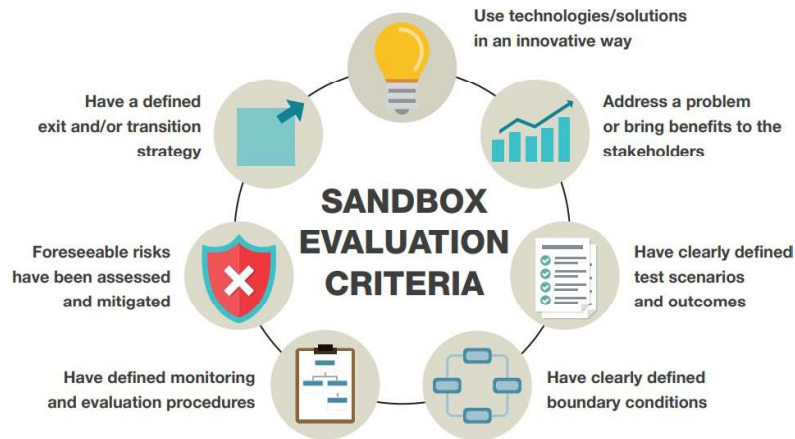 Use technologies/solutions
in an innovative way
Have a defined
exit and/or transition
strategy
Address a problem
or bring benefits to the
stakeholders
SANDBOX
EVALUATION
CRITERIA
Foreseeable risks
have been assessed
and mitigated
Have clearly defined
test scenarios
and outcomes
Have defined monitoring
and evaluation procedures
Have clearly defined
boundary conditions